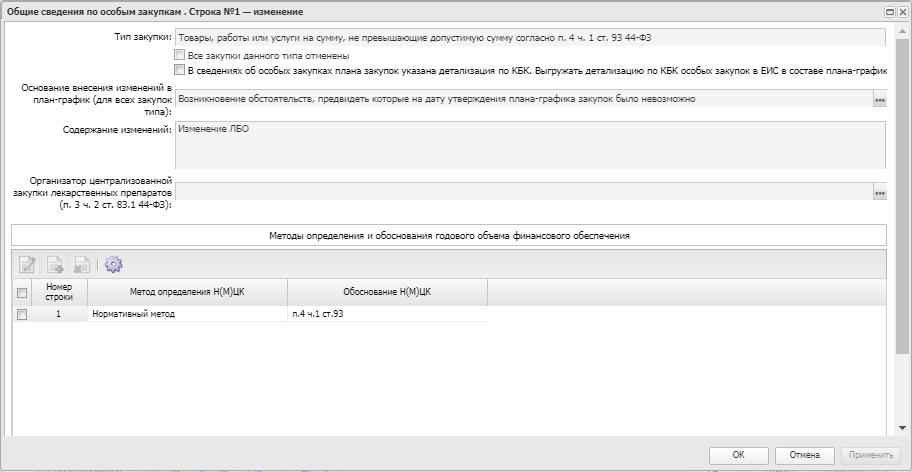 Общие сведения по особым закупкам . Строка №1 — изменение
Тип закупки:
Товары, работы или услуги на сумму, не превышающие допустимую сумму согласно п. 4 ч. 1 ст. 93 44-ФЗ
Все закупки данного типа отменены
В сведениях об особых закупках плана закупок указана детализация по КБК. Выгружать детализацию по КБК особых закупок в ЕИС в составе плана-график
Основание внесения изменений в
план-график (для всех закупок
типа):
Возникновение обстоятельств, предвидеть которые на дату утверждения плана-графика закупок было невозможно
Содержание изменений:
Изменение ЛБО
Организатор централизованной
закупки лекарственных препаратов
(п. 3 ч. 2 ст. 83.1 44-ФЗ):
Методы определения и обоснования годового объема финансового обеспечения
Номер
строки
Метод определения Н(М)ЦК
Обоснование Н(М)ЦК
1
Нормативный метод
п.4 ч.1 ст.93
ОК
Отмена
Применить